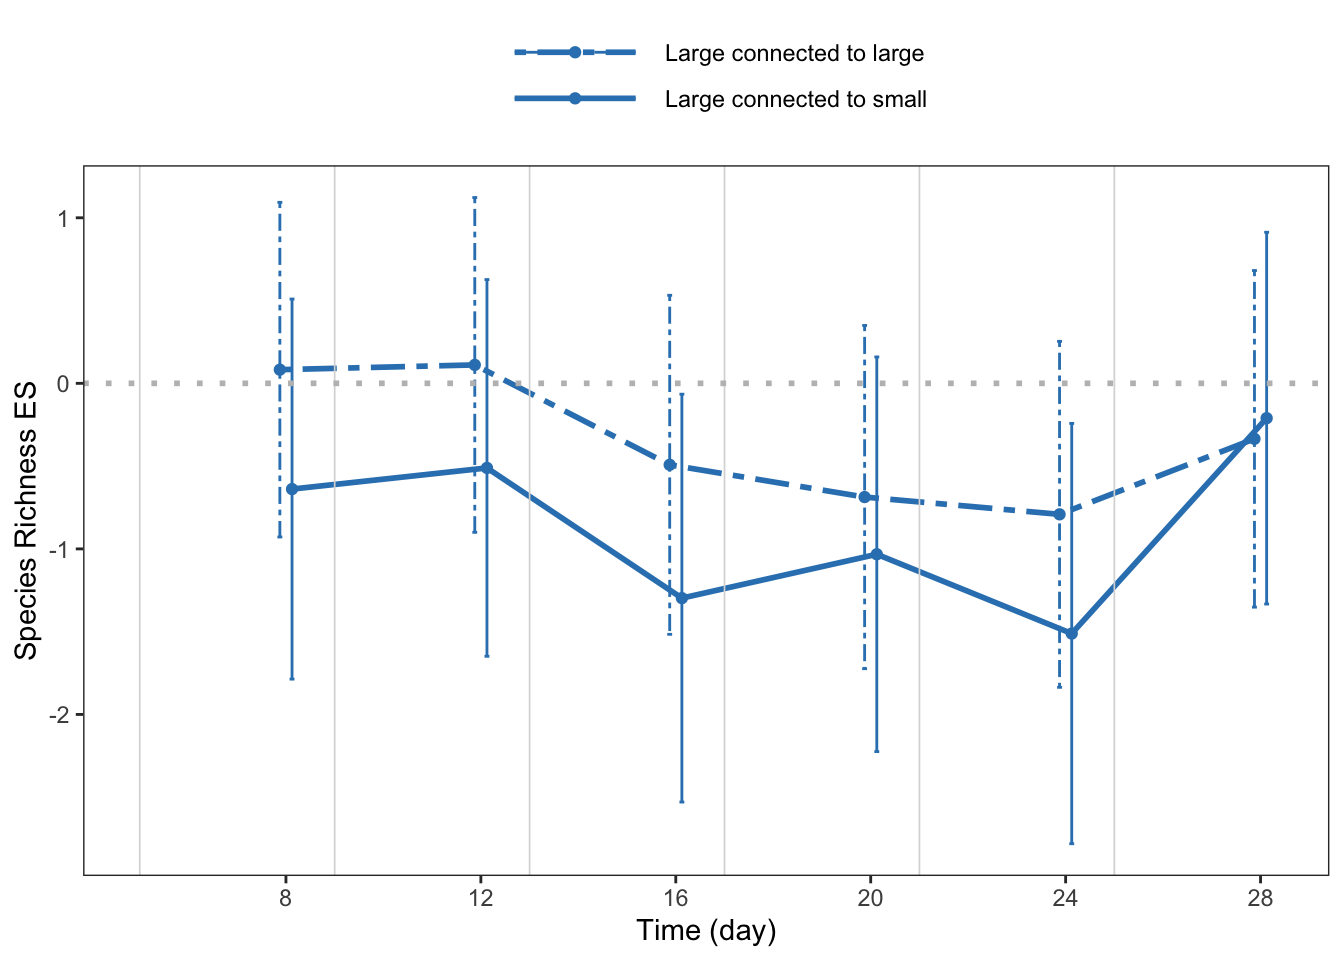 Large connected to large
Large connected to small
1
0
-1
-2
Species Richness ES
8 12 16 20 24 28
Time (day)